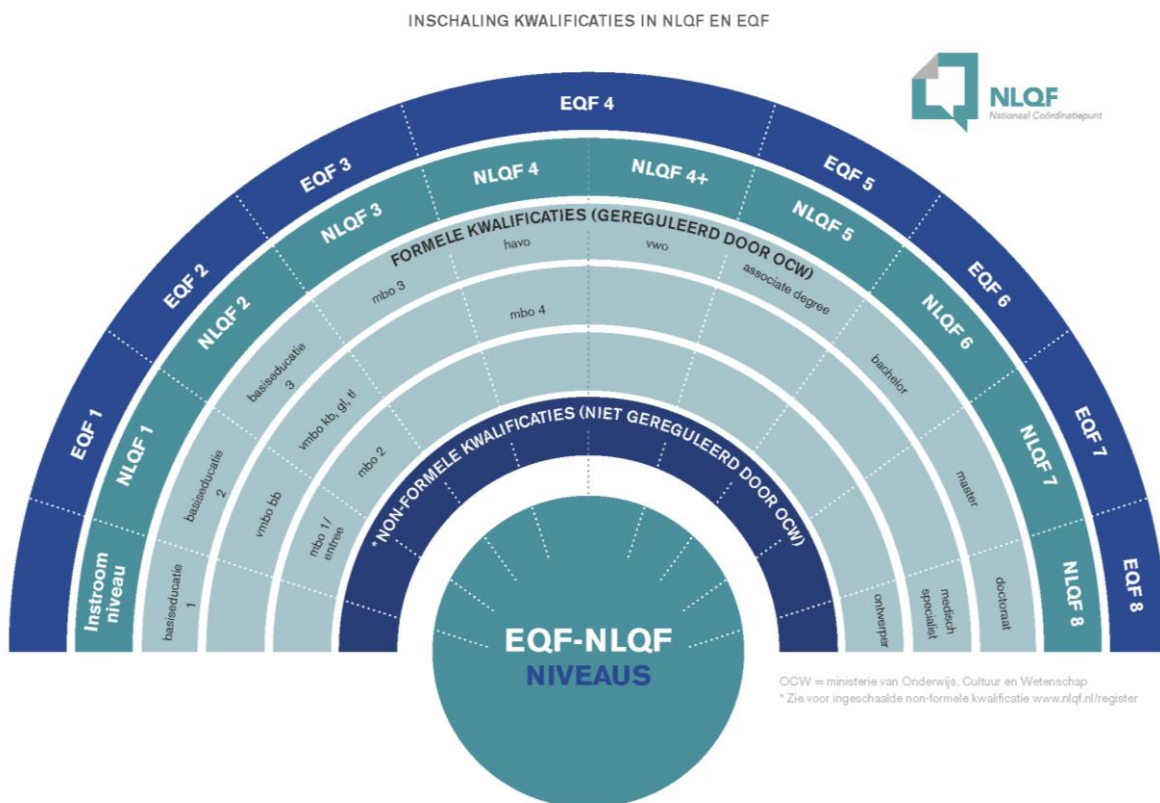 INSCHALING KWALIFICATIES IN NLQF EN EQF
NLQF
Nationaal Coördinatiepunt
EQF 1
EQF 2
EQF 3
EQF 4
EQF 5
EQF 6
EQF 7
EQF 8
Instroom
niveau
NLQF 1
NLQF 2
NLQF 3
NLQF 4
NLQF 4+
NLQF 5
NLQF 6
NLQF 7
NLQF 8
FORMELE KWALIFICATIES (GEREGULEERD DOOR OCW)
basiseducatie
1
basiseducatie
2
basiseducatie
3
mbo 3
havo
vwo
associate degree
bachelor
master
doctoraat
vmbo bb
vmbo kb, gl, tl
mbo 4
medisch
specialist
mbo 1/
entree
mbo 2
ontwerper
*NON-FORMELE KWALIFICATIES (NIET GEREGULEERD DOOR OCW)
EQF-NLQF
NIVEAUS
OCW = ministerie van Onderwijs, Cultuur en Wetenschap
* Zie voor ingeschaalde non-formele kwalificatie www.nlqf.nl/register